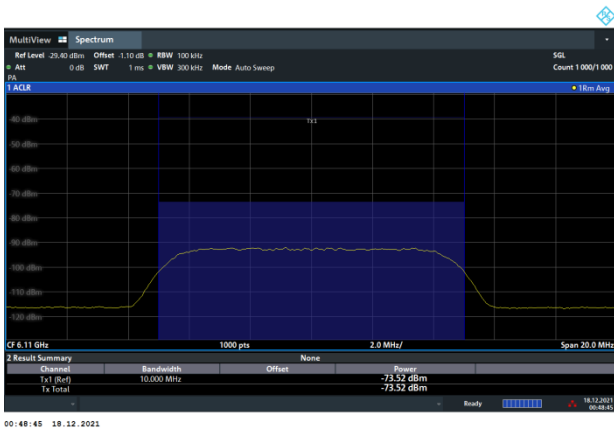 MultiView Spectrum
Ref Level -29.40 dBm Offset -1.10 dB RBW 100 kHz SGL
Att 0 dB SWT 1 ms VBW 300 kHz Mode Auto Sweep Count 1 000/1 000
PA
1 ACLR 1Rm Avg
Tx1
-40 dBm
-50 dBm
-60 dBm
-70 dBm
-80 dBm
-90 dBm
-100 dBm
-110 dBm
-120 dBm
CF 6.11 GHz 1000 pts 2.0 MHz/ Span 20.0 MHz
2 Result Summary None
Channel Bandwidth Offset Power
Tx1 (Ref) 10.000 MHz -73.52 dBm
Tx Total -73.52 dBm
Ready 18.12.2021
00:48:45
00:48:45 18.12.2021